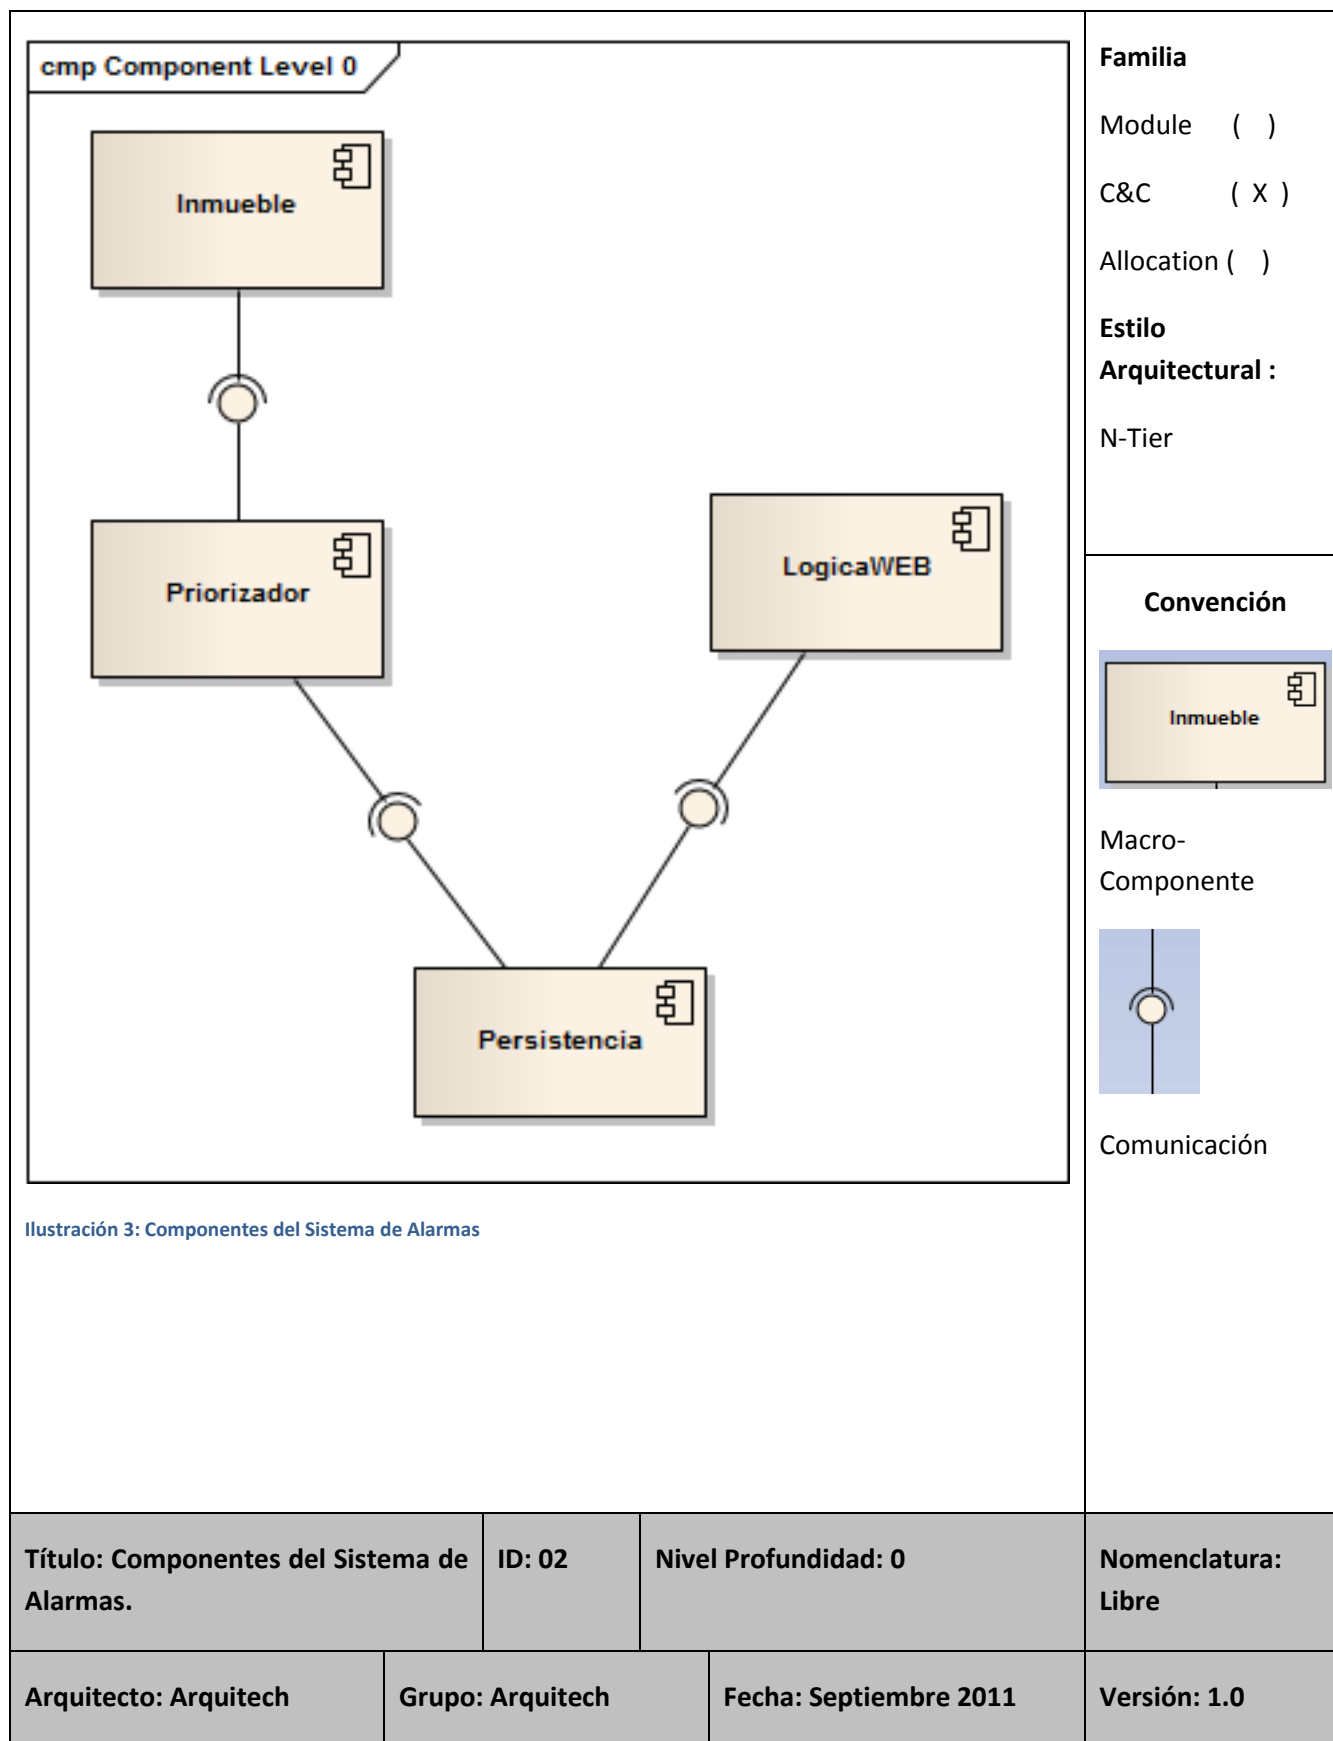 cmp Component Level 0
Inmueble
Priorizador
LogicaWEB
Persistencia
Ilustración 3: Componentes del Sistema de Alarmas
Familia
Module ( )
C&C ( X )
Allocation ( )
Estilo
Arquitectural :
N-Tier
Convención
Inmueble
Macro-
Componente
Comunicación
Título: Componentes del Sistema de
Alarmas.
ID: 02
Nivel Profundidad: 0
Nomenclatura:
Libre
Arquitecto: Arquitech
Grupo: Arquitech
Fecha: Septiembre 2011
Versión: 1.0